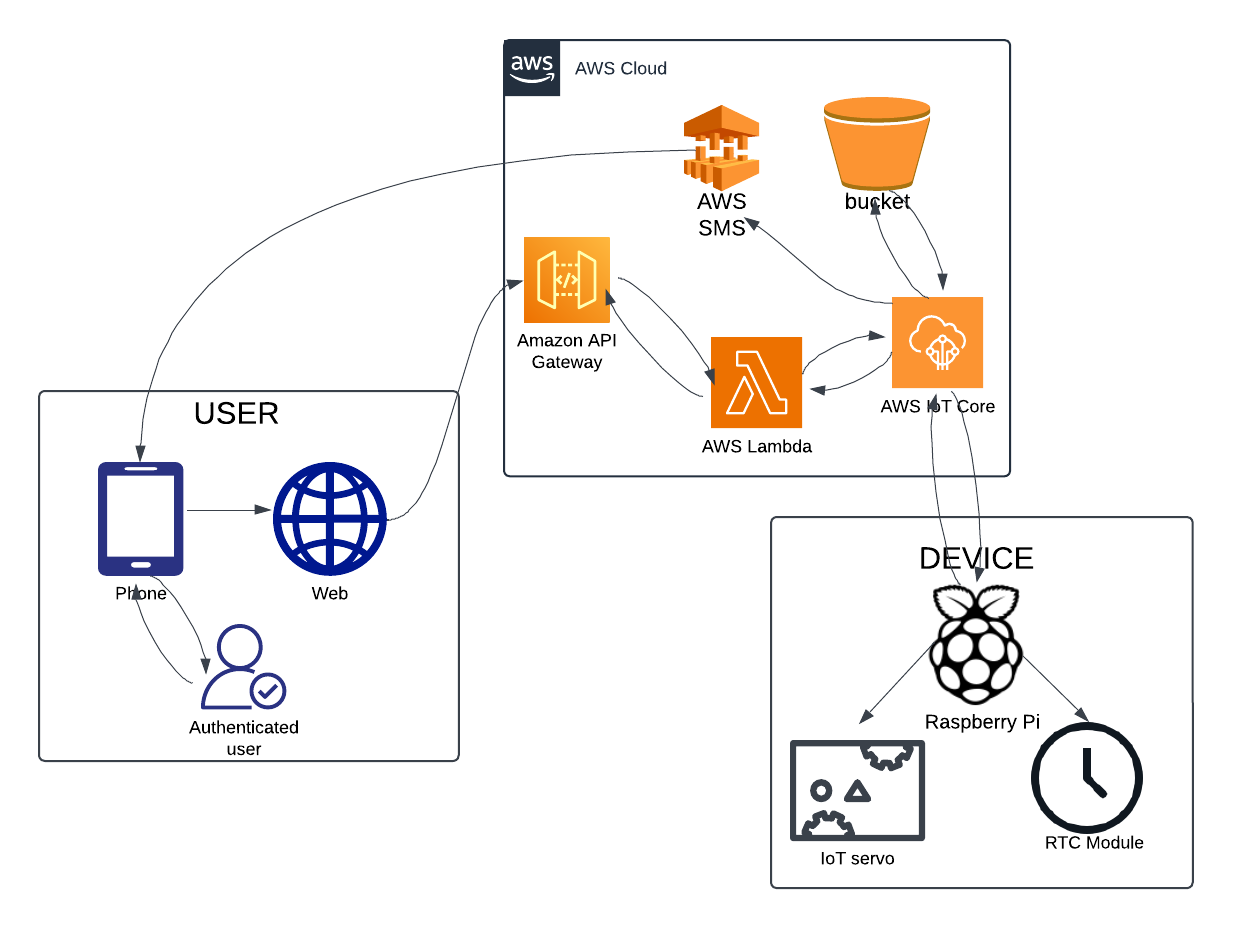 aws
AWS Cloud
AWS
SMS
bucket
</>
Amazon API
Gateway
AWS Lambda
AWS IoT Core
USER
Phone
Web
Authenticated
user
DEVICE
Raspberry Pi
IoT servo
RTC Module